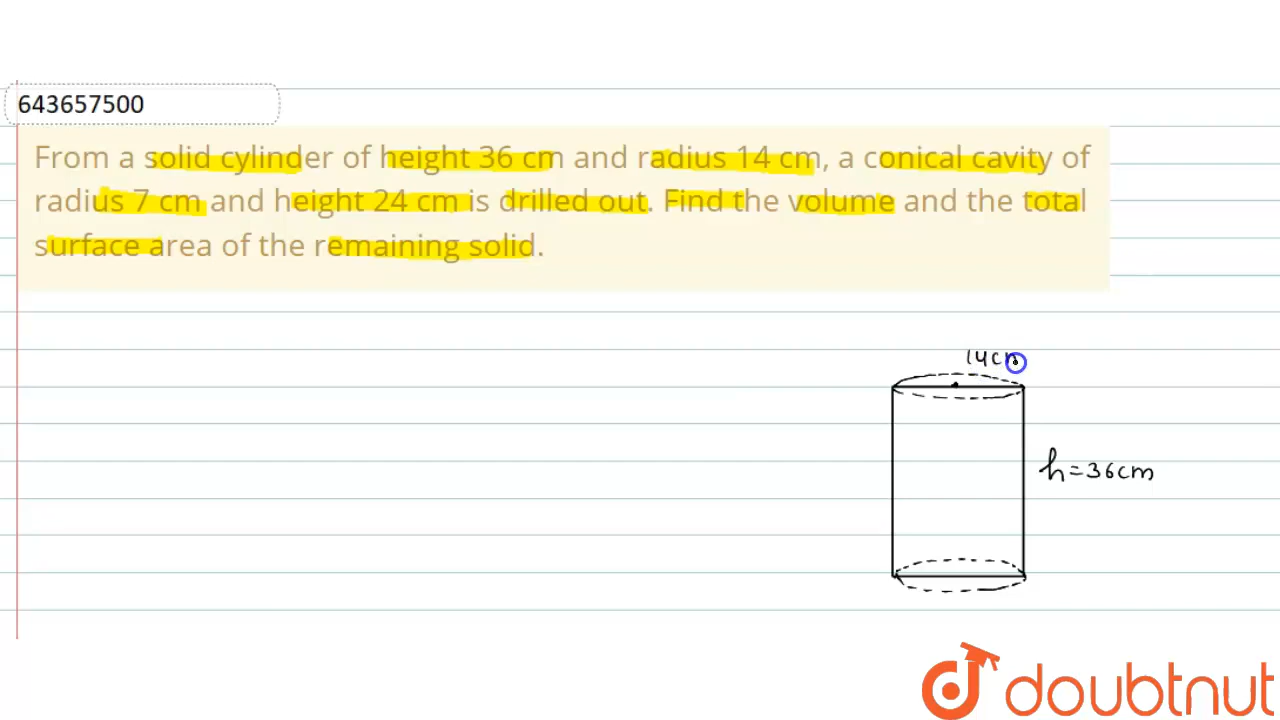 643657500
From a solid cylinder of height 36 cm and radius 14 cm, a conical cavity of
radius 7 cm and height 24 cm is drilled out. Find the volume and the total
surface area of the remaining solid.
14cm
h=36cm
doubtnut